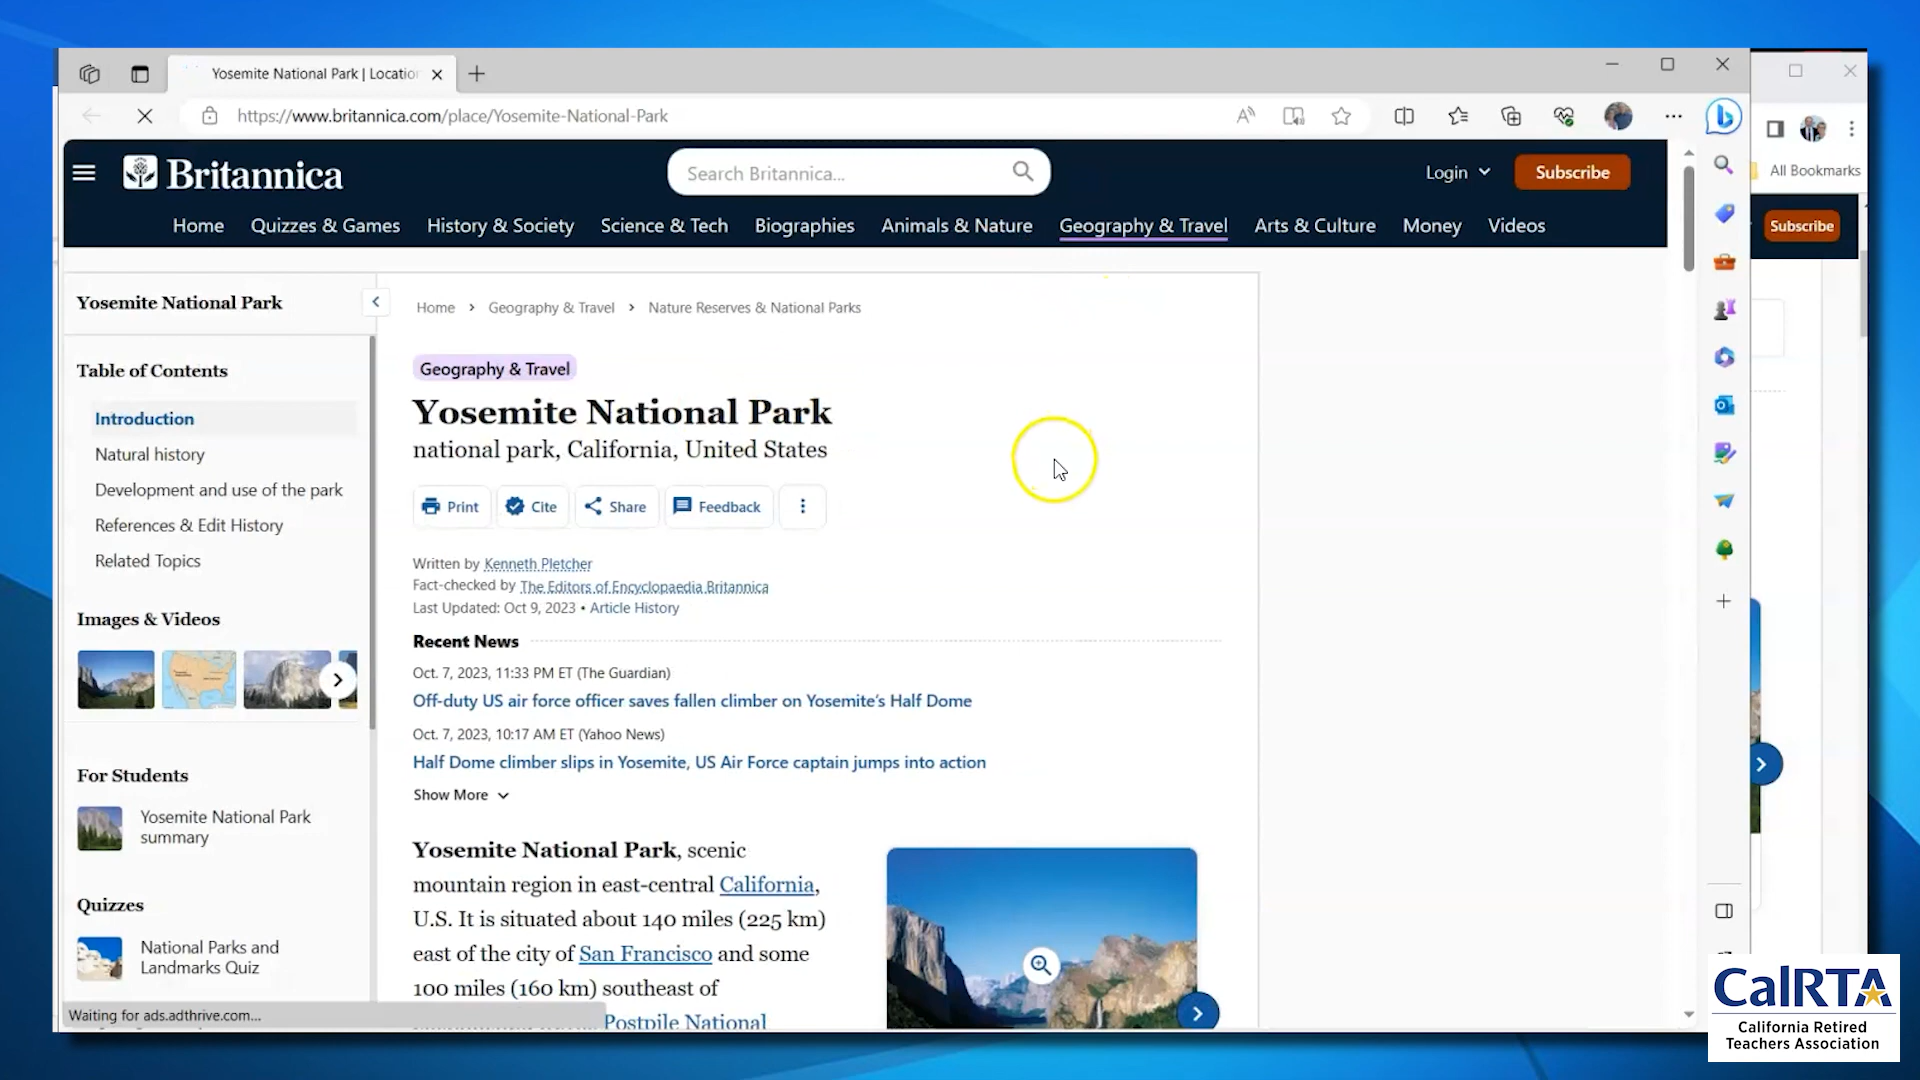 Yosemite National Park | Locatio
https://www.britannica.com/place/Yosemite-National-Park
All Bookmarks
Britannica
Search Britannica...
Login
Subscribe
Subscribe
Home
Quizzes & Games
History & Society
Science & Tech
Biographies
Animals & Nature
Geography & Travel
Arts & Culture
Money
Videos
Yosemite National Park
Table of Contents
Introduction
Natural history
Development and use of the park
References & Edit History
Related Topics
Images & Videos
For Students
Yosemite National Park
summary
Quizzes
National Parks and
Landmarks Quiz
Home > Geography & Travel > Nature Reserves & National Parks
Geography & Travel
Yosemite National Park
national park, California, United States
Print
Cite
Share
Feedback
Written by Kenneth Pletcher
Fact-checked by The Editors of Encyclopaedia Britannica
Last Updated: Oct 9, 2023 • Article History
Recent News
Oct. 7, 2023, 11:33 PM ET (The Guardian)
Off-duty US air force officer saves fallen climber on Yosemite’s Half Dome
Oct. 7, 2023, 10:17 AM ET (Yahoo News)
Half Dome climber slips in Yosemite, US Air Force captain jumps into action
Show More
Yosemite National Park, scenic
mountain region in east-central California,
U.S. It is situated about 140 miles (225 km)
east of the city of San Francisco and some
100 miles (160 km) southeast of
Postpile National
Waiting for ads.adthrive.com...
CalRTA
California Retired
Teachers Association